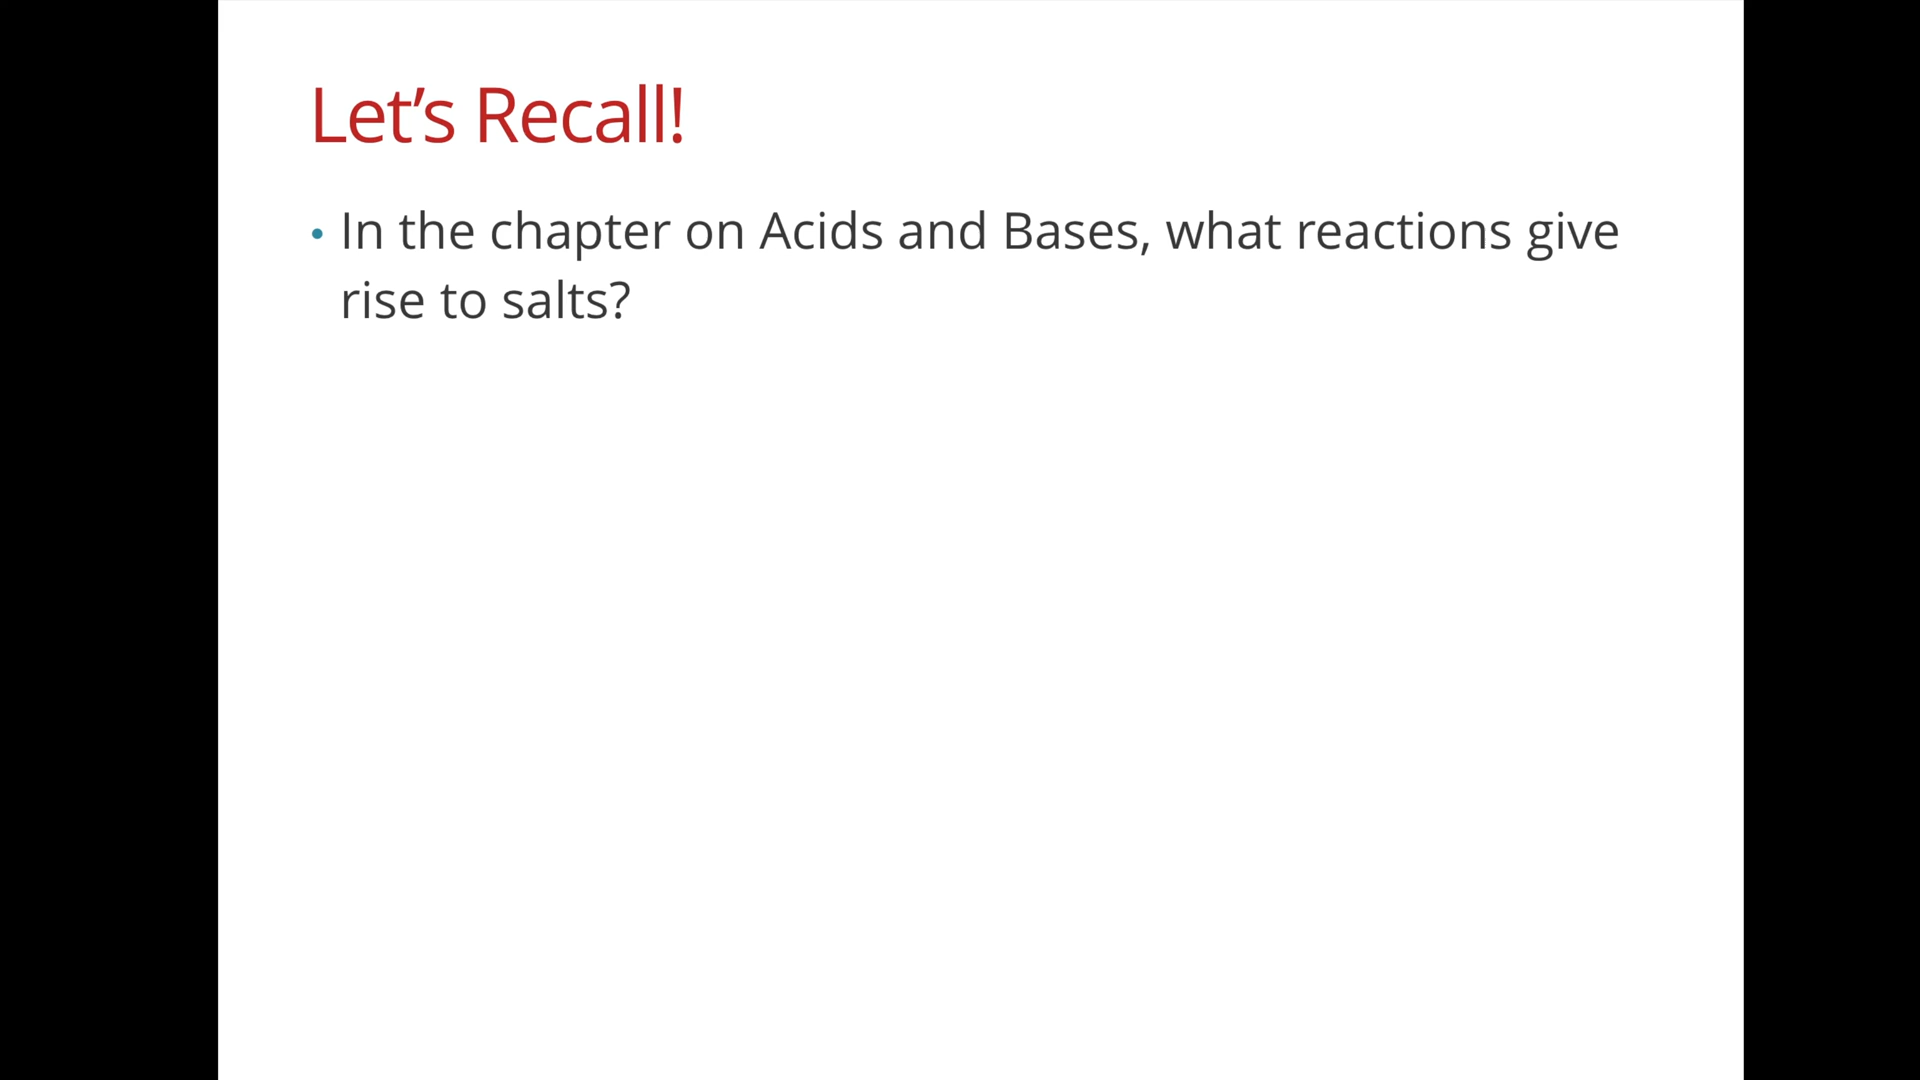 Let’s Recall!
• In the chapter on Acids and Bases, what reactions give
rise to salts?